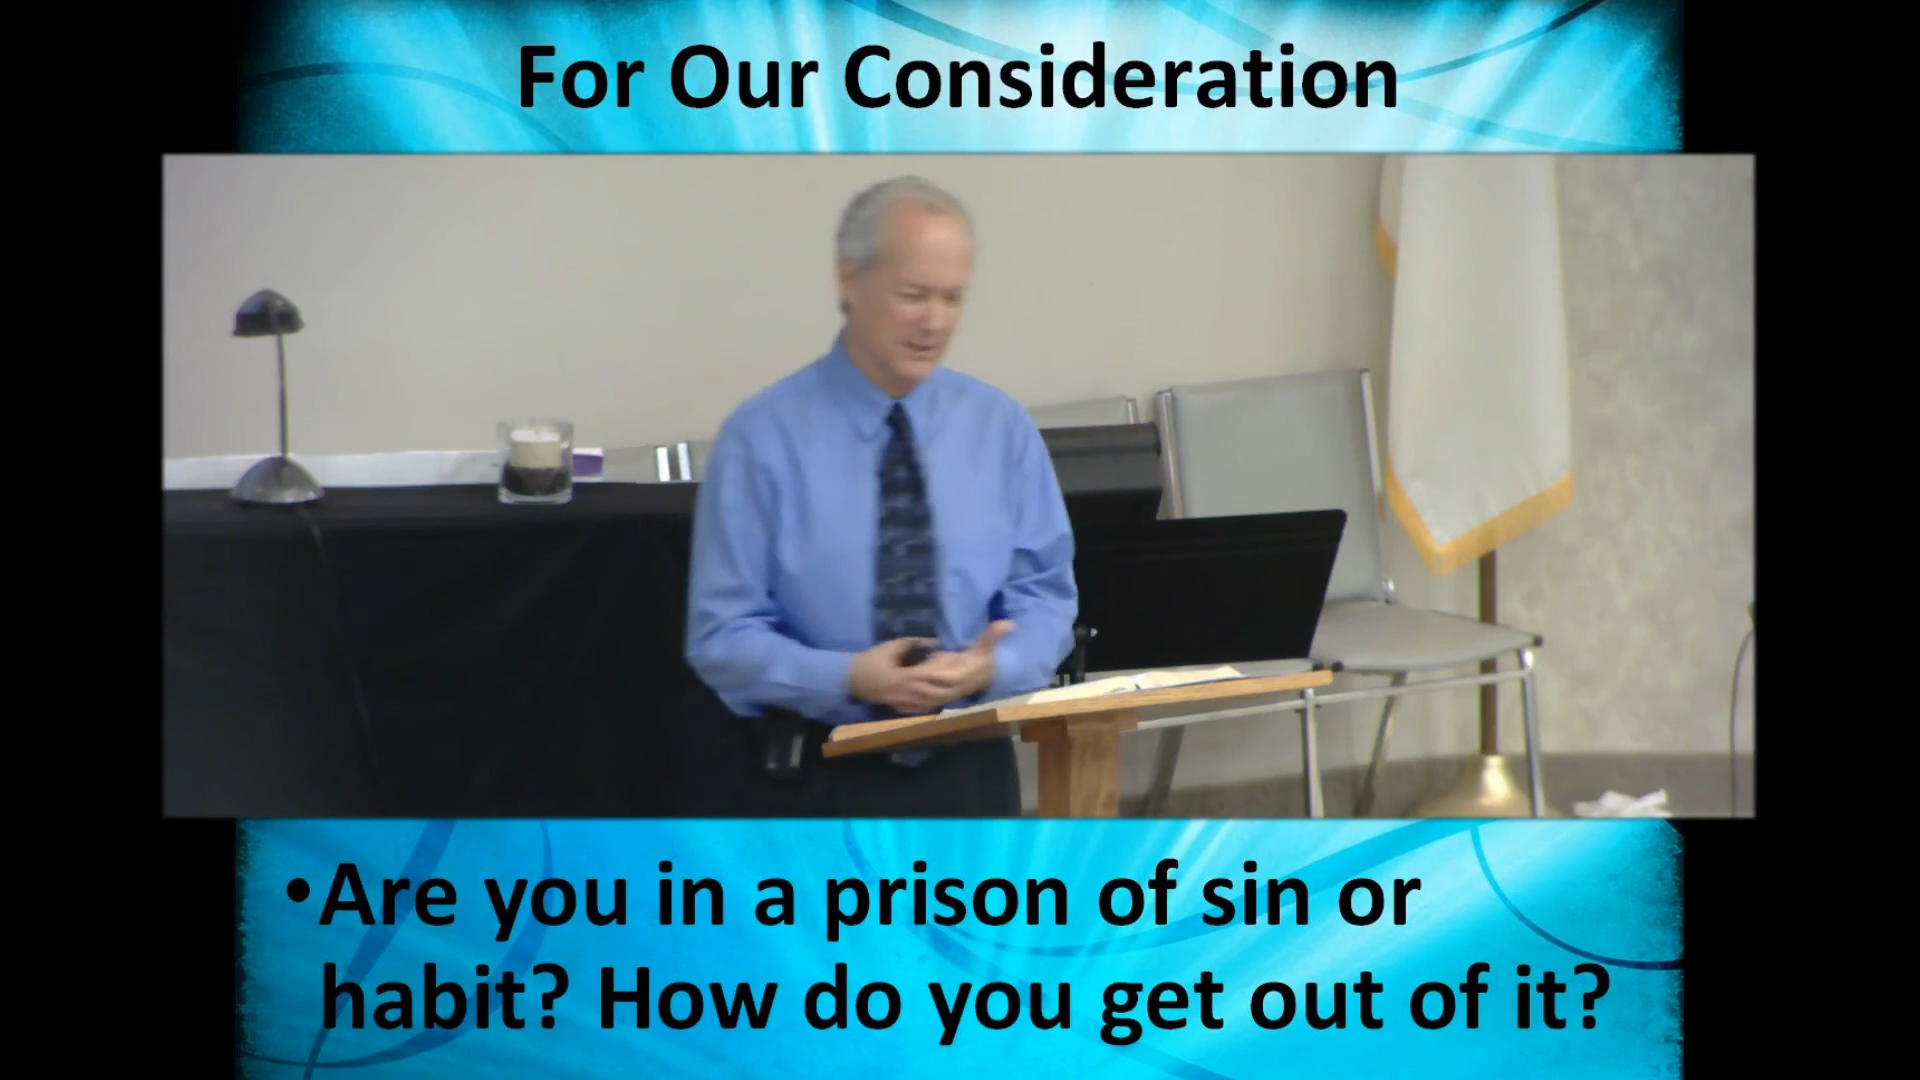 For Our Consideration
•Are you in a prison of sin or
habit? How do you get out of it?